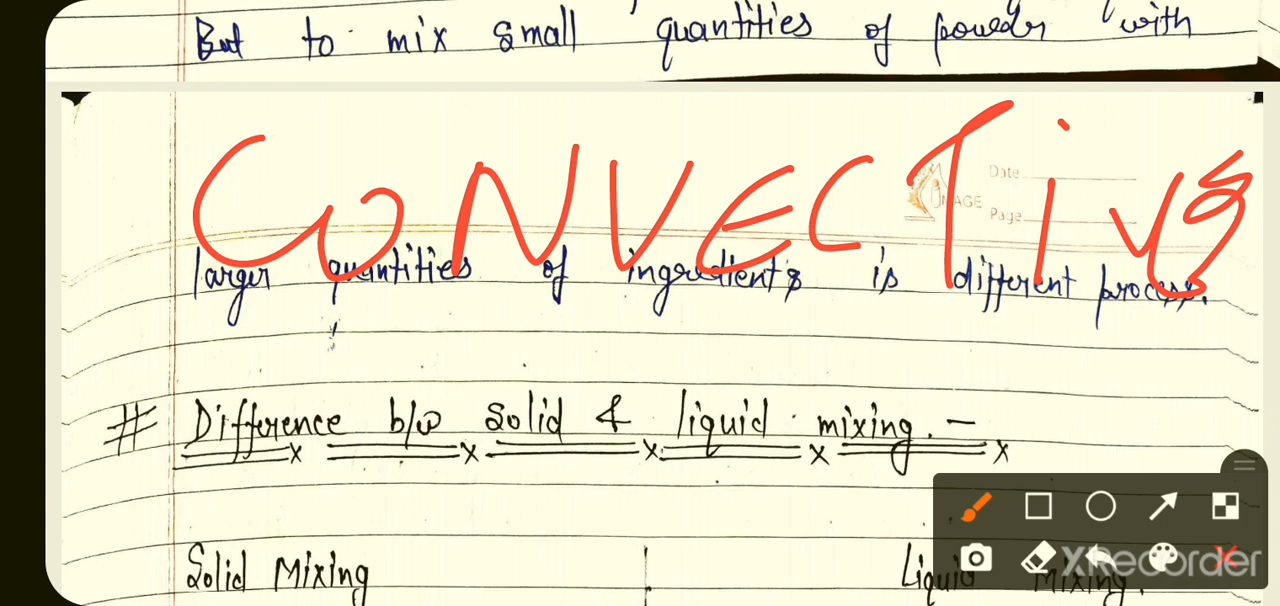 But to mix small quantities of powder with
CONVECTivE
Date
IMAGE
Page
larger quantities of ingredients is different process.
# Difference b/w solid & liquid mixing. -
Solid Mixing
Liquid Mixing.
XRecorder